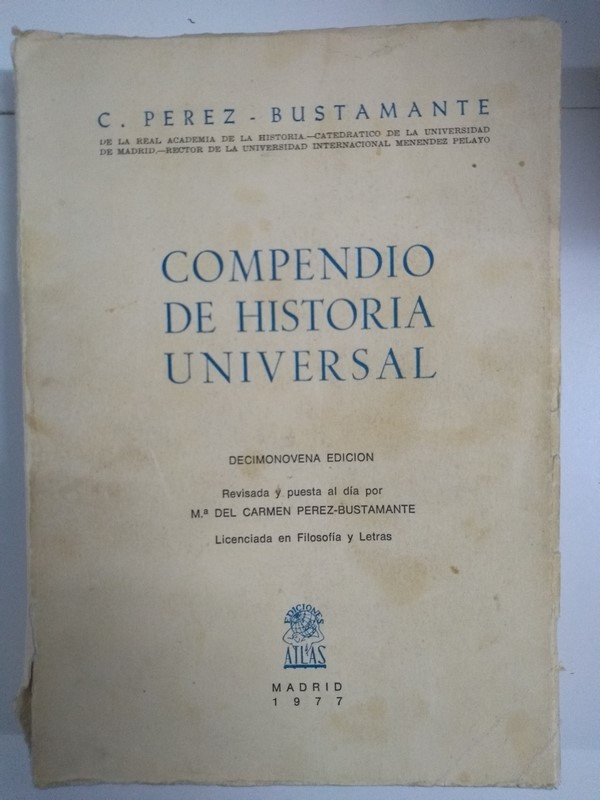 C. PEREZ - BUSTAMANTE
DE LA REAL ACADEMIA DE LA HISTORIA.—CATEDRATICO DE LA UNIVERSIDAD
DE MADRID.—RECTOR DE LA UNIVERSIDAD INTERNACIONAL MENENDEZ PELAYO
COMPENDIO
DE HISTORIA
UNIVERSAL
DECIMONOVENA EDICION
Revisada y puesta al día por
M.ª DEL CARMEN PEREZ-BUSTAMANTE
Licenciada en Filosofía y Letras
EDICIONES
ATLAS
MADRID
1977